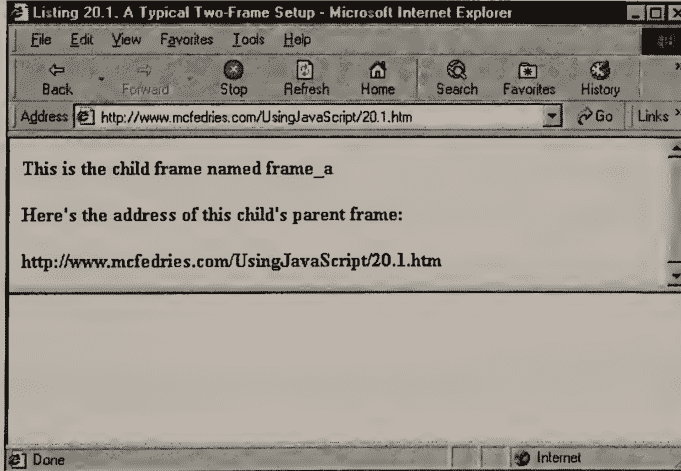 Listing 20.1. A Typical Two-Frame Setup - Microsoft Internet Explorer
File Edit View Favorites Tools Help
Back Forward Stop Refresh Home Search Favorites History »
Address http://www.mcfedries.com/UsingJavaScript/20.1.htm Go Links »
This is the child frame named frame_a
Here's the address of this child's parent frame:
http://www.mcfedries.com/UsingJavaScript/20.1.htm
Done Internet